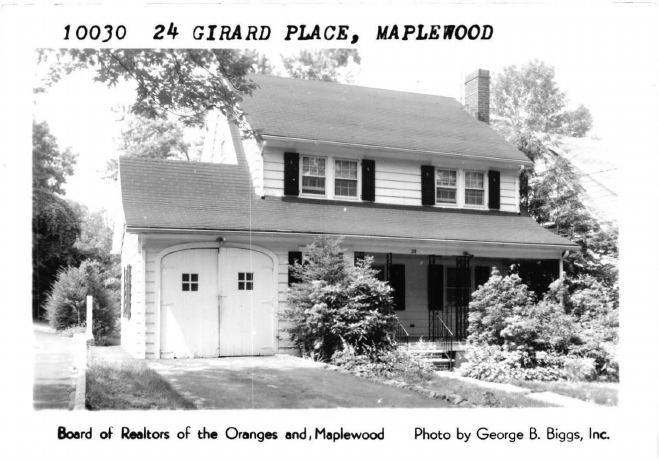 10030 24 GIRARD PLACE, MAPLEWOOD
Board of Realtors of the Oranges and, Maplewood Photo by George B. Biggs, Inc.